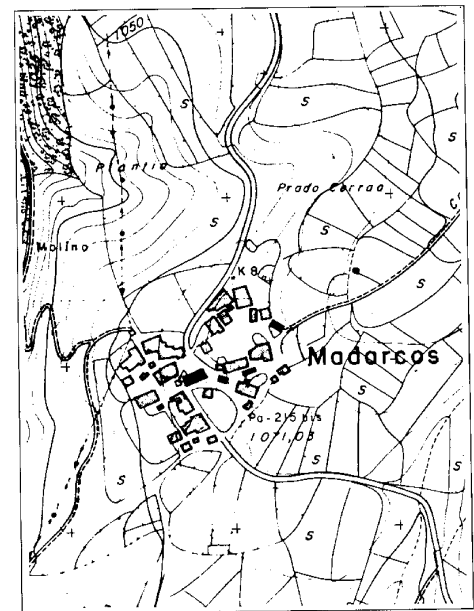 1050
S
S
Plantio
Prado Cerrao
S
Molino
S
K 8
S
Madarcos
Pa-215 bis
1071,03
S
S
S
S
S